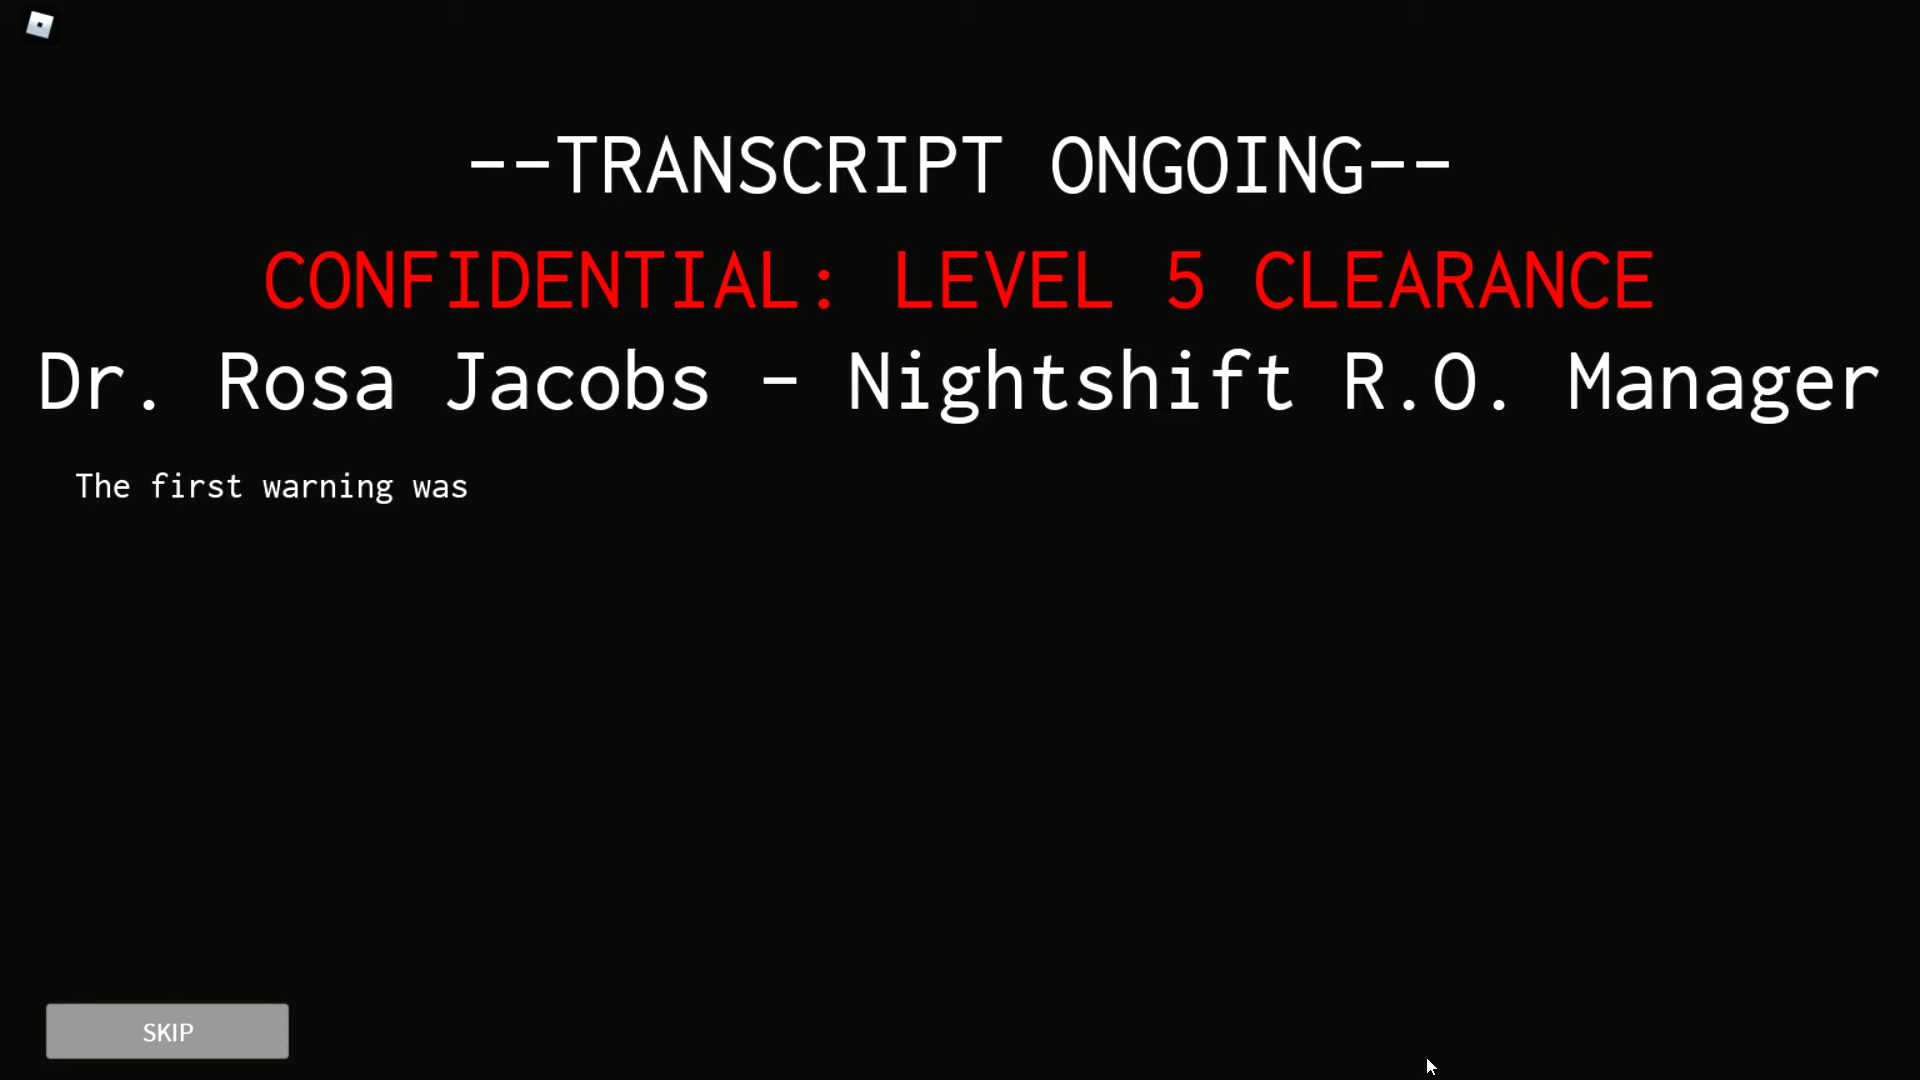 --TRANSCRIPT ONGOING--
CONFIDENTIAL: LEVEL 5 CLEARANCE
Dr. Rosa Jacobs - Nightshift R.O. Manager
The first warning was
SKIP